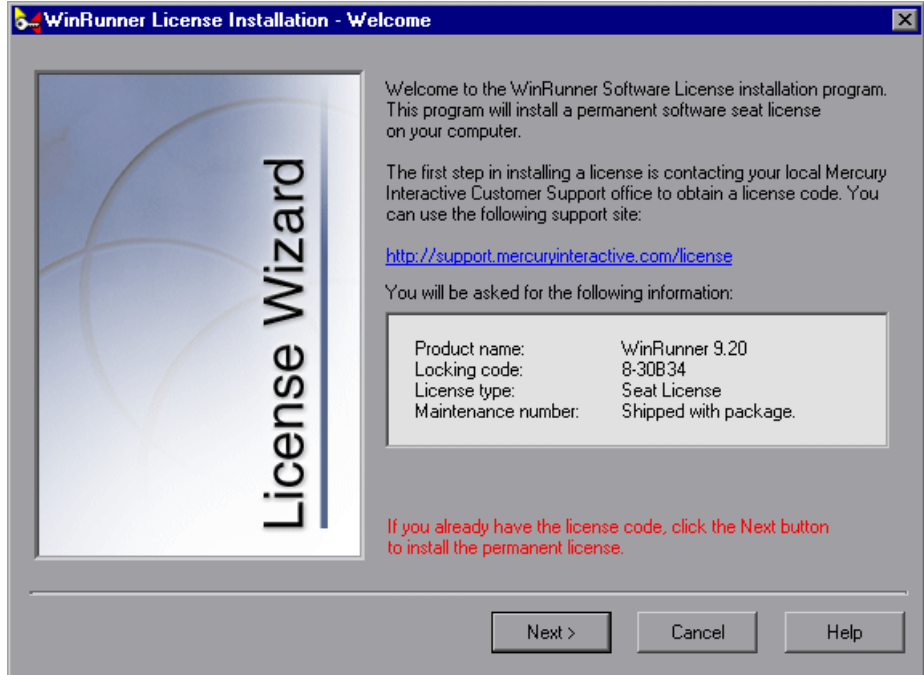 WinRunner License Installation - Welcome
License Wizard
Welcome to the WinRunner Software License installation program.
This program will install a permanent software seat license
on your computer.
The first step in installing a license is contacting your local Mercury
Interactive Customer Support office to obtain a license code. You
can use the following support site:
http://support.mercuryinteractive.com/license
You will be asked for the following information:
Product name: WinRunner 9.20
Locking code: 8-30B34
License type: Seat License
Maintenance number: Shipped with package.
If you already have the license code, click the Next button
to install the permanent license.
Next > Cancel Help